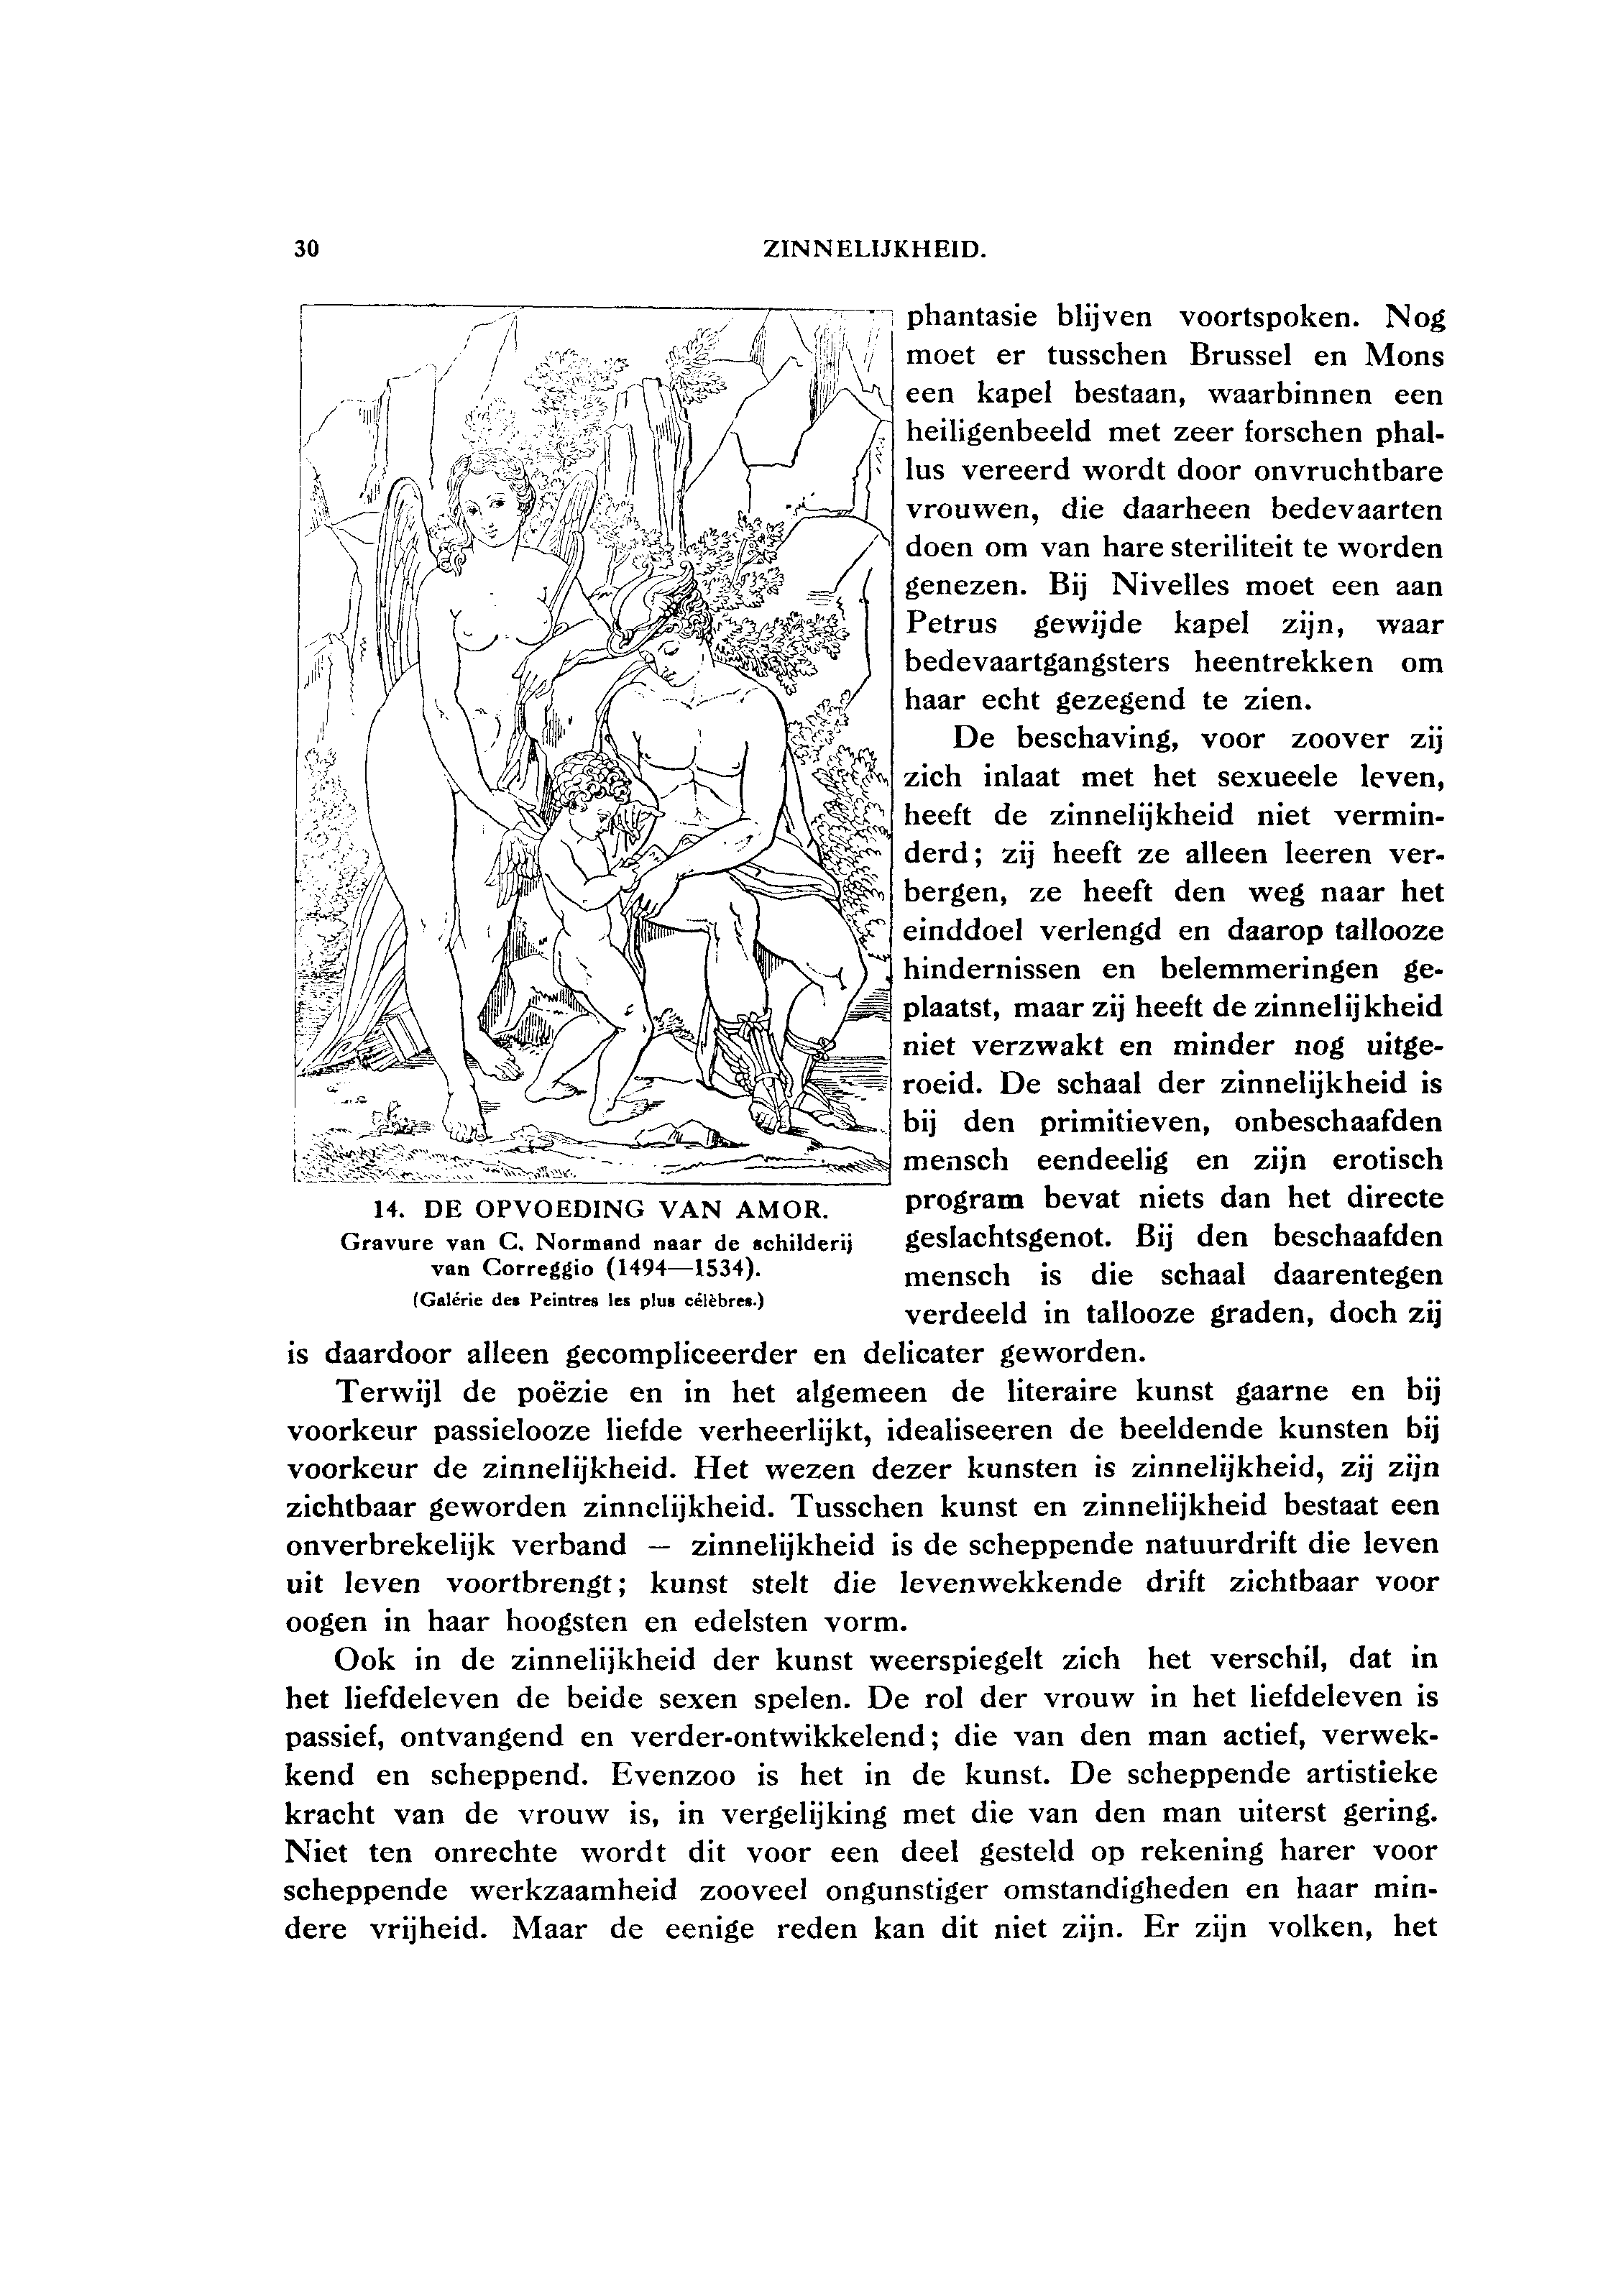 30
ZINNELIJKHEID.
phantasie blijven voortspoken. Nog
moet er tusschen Brussel en Mons
een kapel bestaan, waarbinnen een
heiligenbeeld met zeer forschen phal-
lus vereerd wordt door onvruchtbare
vrouwen, die daarheen bedevaarten
doen om van hare steriliteit te worden
genezen. Bij Nivelles moet een aan
Petrus gewijde kapel zijn, waar
bedevaartgangsters heentrekken om
haar echt gezegend te zien.
De beschaving, voor zoover zij
zich inlaat met het sexueele leven,
heeft de zinnelijkheid niet vermin-
derd; zij heeft ze alleen leeren ver-
bergen, ze heeft den weg naar het
einddoel verlengd en daarop tallooze
hindernissen en belemmeringen ge-
plaatst, maar zij heeft de zinnelijkheid
niet verzwakt en minder nog uitge-
roeid. De schaal der zinnelijkheid is
bij den primitieven, onbeschaafden
mensch eendeelig en zijn erotisch
program bevat niets dan het directe
geslachtsgenot. Bij den beschaafden
mensch is die schaal daarentegen
verdeeld in tallooze graden, doch zij
14. DE OPVOEDING VAN AMOR.
Gravure van C. Normand naar de schilderij
van Correggio (1494—1534).
(Galérie des Peintres les plus célèbres.)
is daardoor alleen gecompliceerder en delicater geworden.
Terwijl de poëzie en in het algemeen de literaire kunst gaarne en bij
voorkeur passielooze liefde verheerlijkt, idealiseeren de beeldende kunsten bij
voorkeur de zinnelijkheid. Het wezen dezer kunsten is zinnelijkheid, zij zijn
zichtbaar geworden zinnelijkheid. Tusschen kunst en zinnelijkheid bestaat een
onverbrekelijk verband — zinnelijkheid is de scheppende natuurdrift die leven
uit leven voortbrengt; kunst stelt die levenwekkende drift zichtbaar voor
oogen in haar hoogsten en edelsten vorm.
Ook in de zinnelijkheid der kunst weerspiegelt zich het verschil, dat in
het liefdeleven de beide sexen spelen. De rol der vrouw in het liefdeleven is
passief, ontvangend en verder-ontwikkelend; die van den man actief, verwek-
kend en scheppend. Evenzoo is het in de kunst. De scheppende artistieke
kracht van de vrouw is, in vergelijking met die van den man uiterst gering.
Niet ten onrechte wordt dit voor een deel gesteld op rekening harer voor
scheppende werkzaamheid zooveel ongunstiger omstandigheden en haar min-
dere vrijheid. Maar de eenige reden kan dit niet zijn. Er zijn volken, het